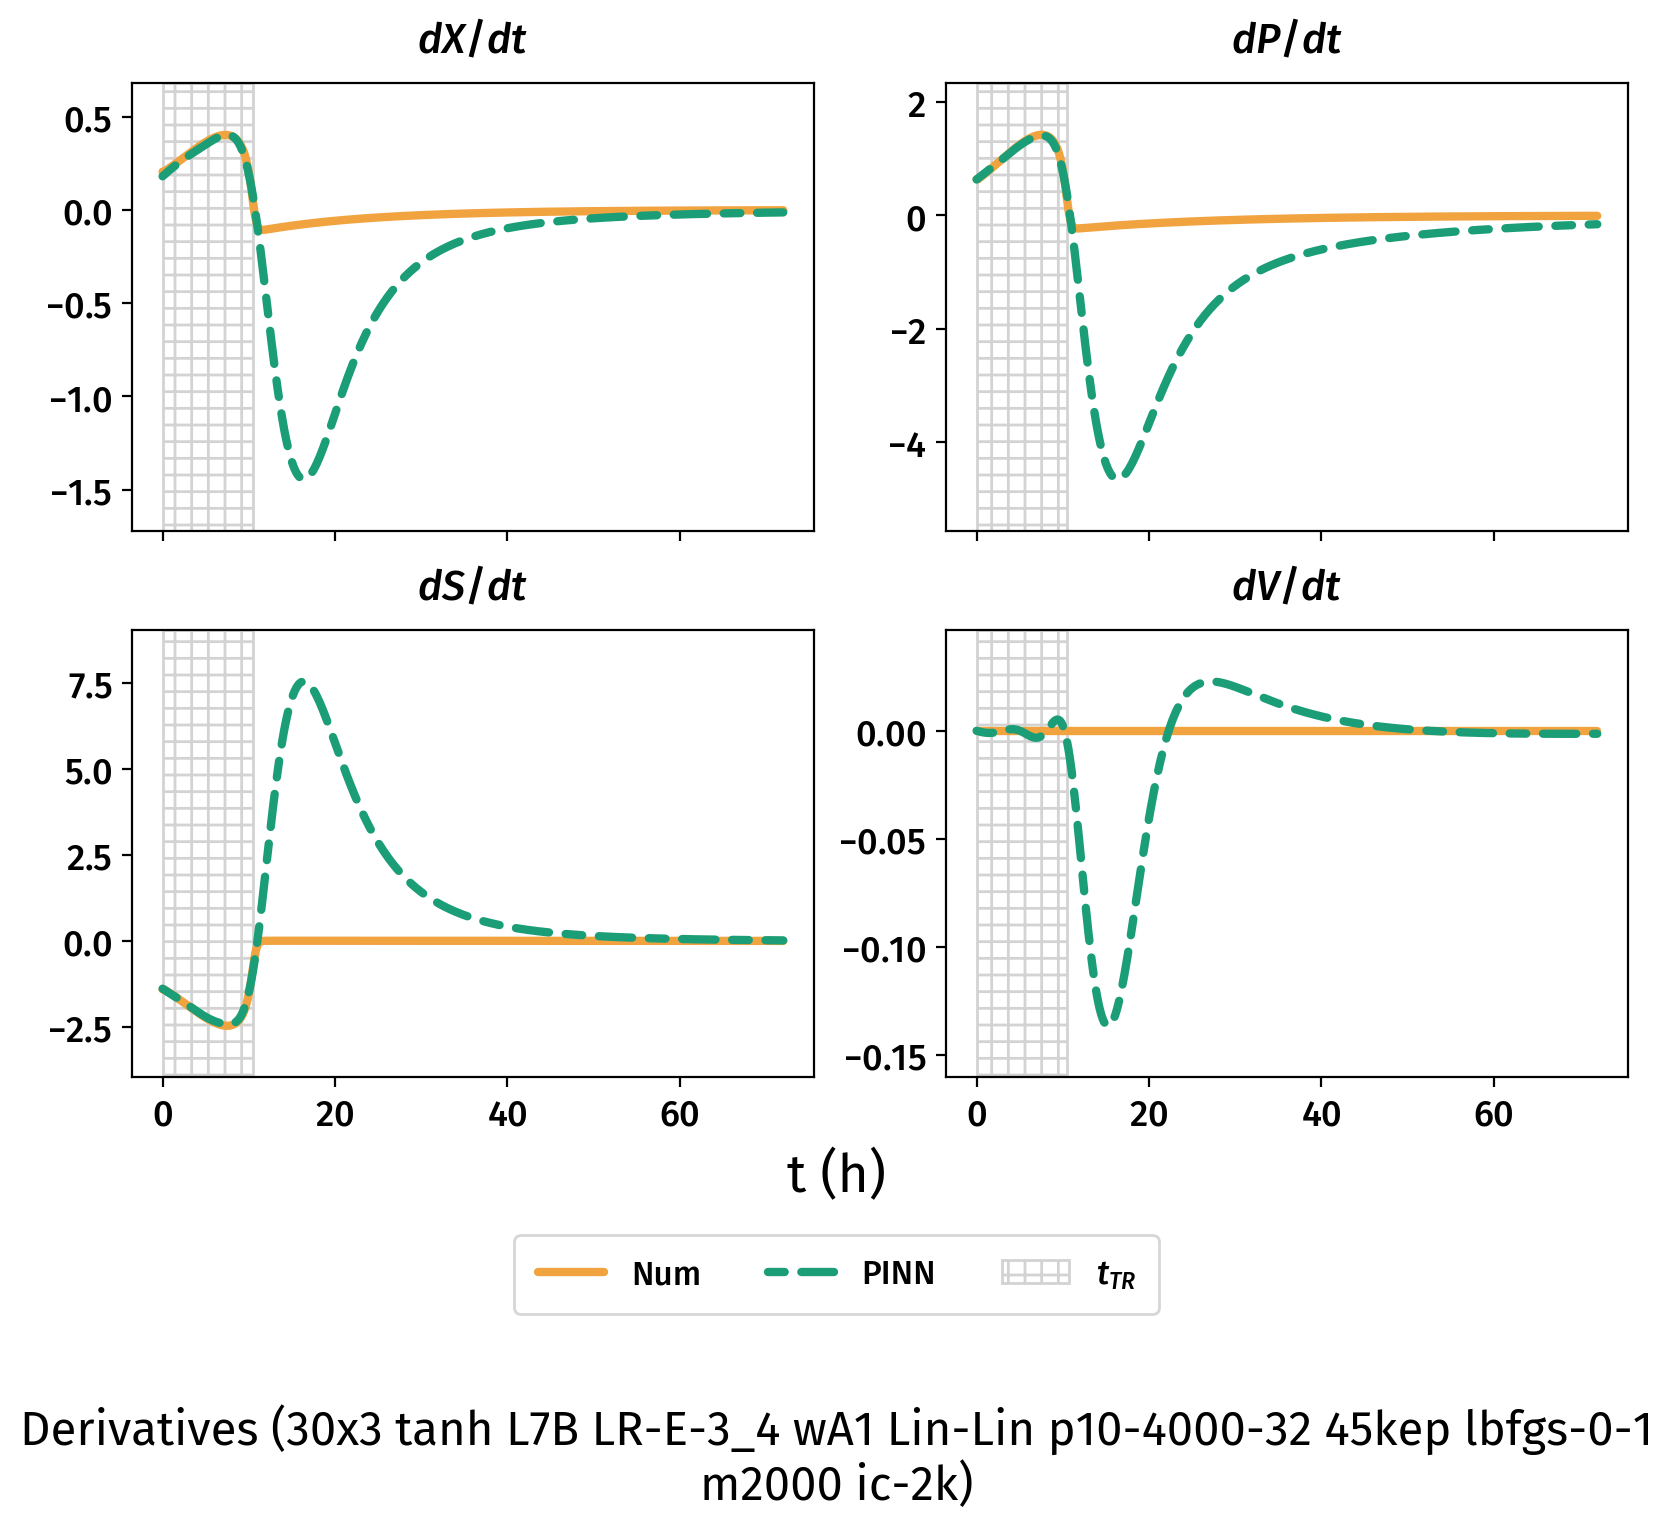 dX/dt
dP/dt
0.5
0.0
−0.5
−1.0
−1.5
2
0
−2
−4
dS/dt
dV/dt
7.5
5.0
2.5
0.0
−2.5
0.00
−0.05
−0.10
−0.15
0 20 40 60
0 20 40 60
t (h)
Num PINN tTR
Derivatives (30x3 tanh L7B LR-E-3_4 wA1 Lin-Lin p10-4000-32 45kep lbfgs-0-1
m2000 ic-2k)